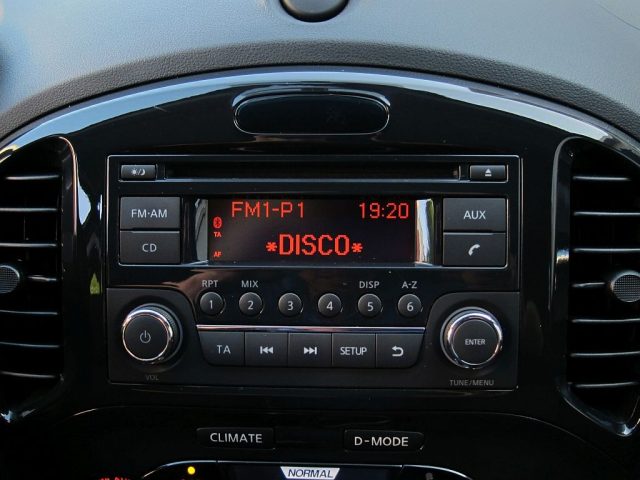 FM1-P1 19:20
TA
*DISCO*
AF
FM·AM
CD
AUX
RPT MIX DISP A-Z
1 2 3 4 5 6
TA SETUP ENTER
VOL TUNE/MENU
CLIMATE D-MODE
NORMAL